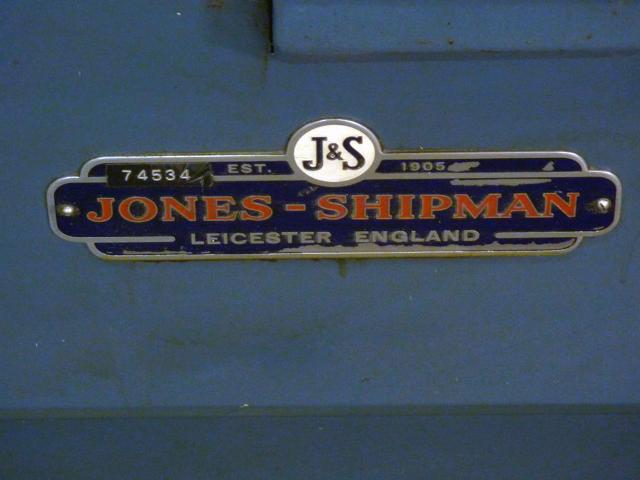 J&S
74534 EST. 1905
JONES-SHIPMAN
LEICESTER ENGLAND